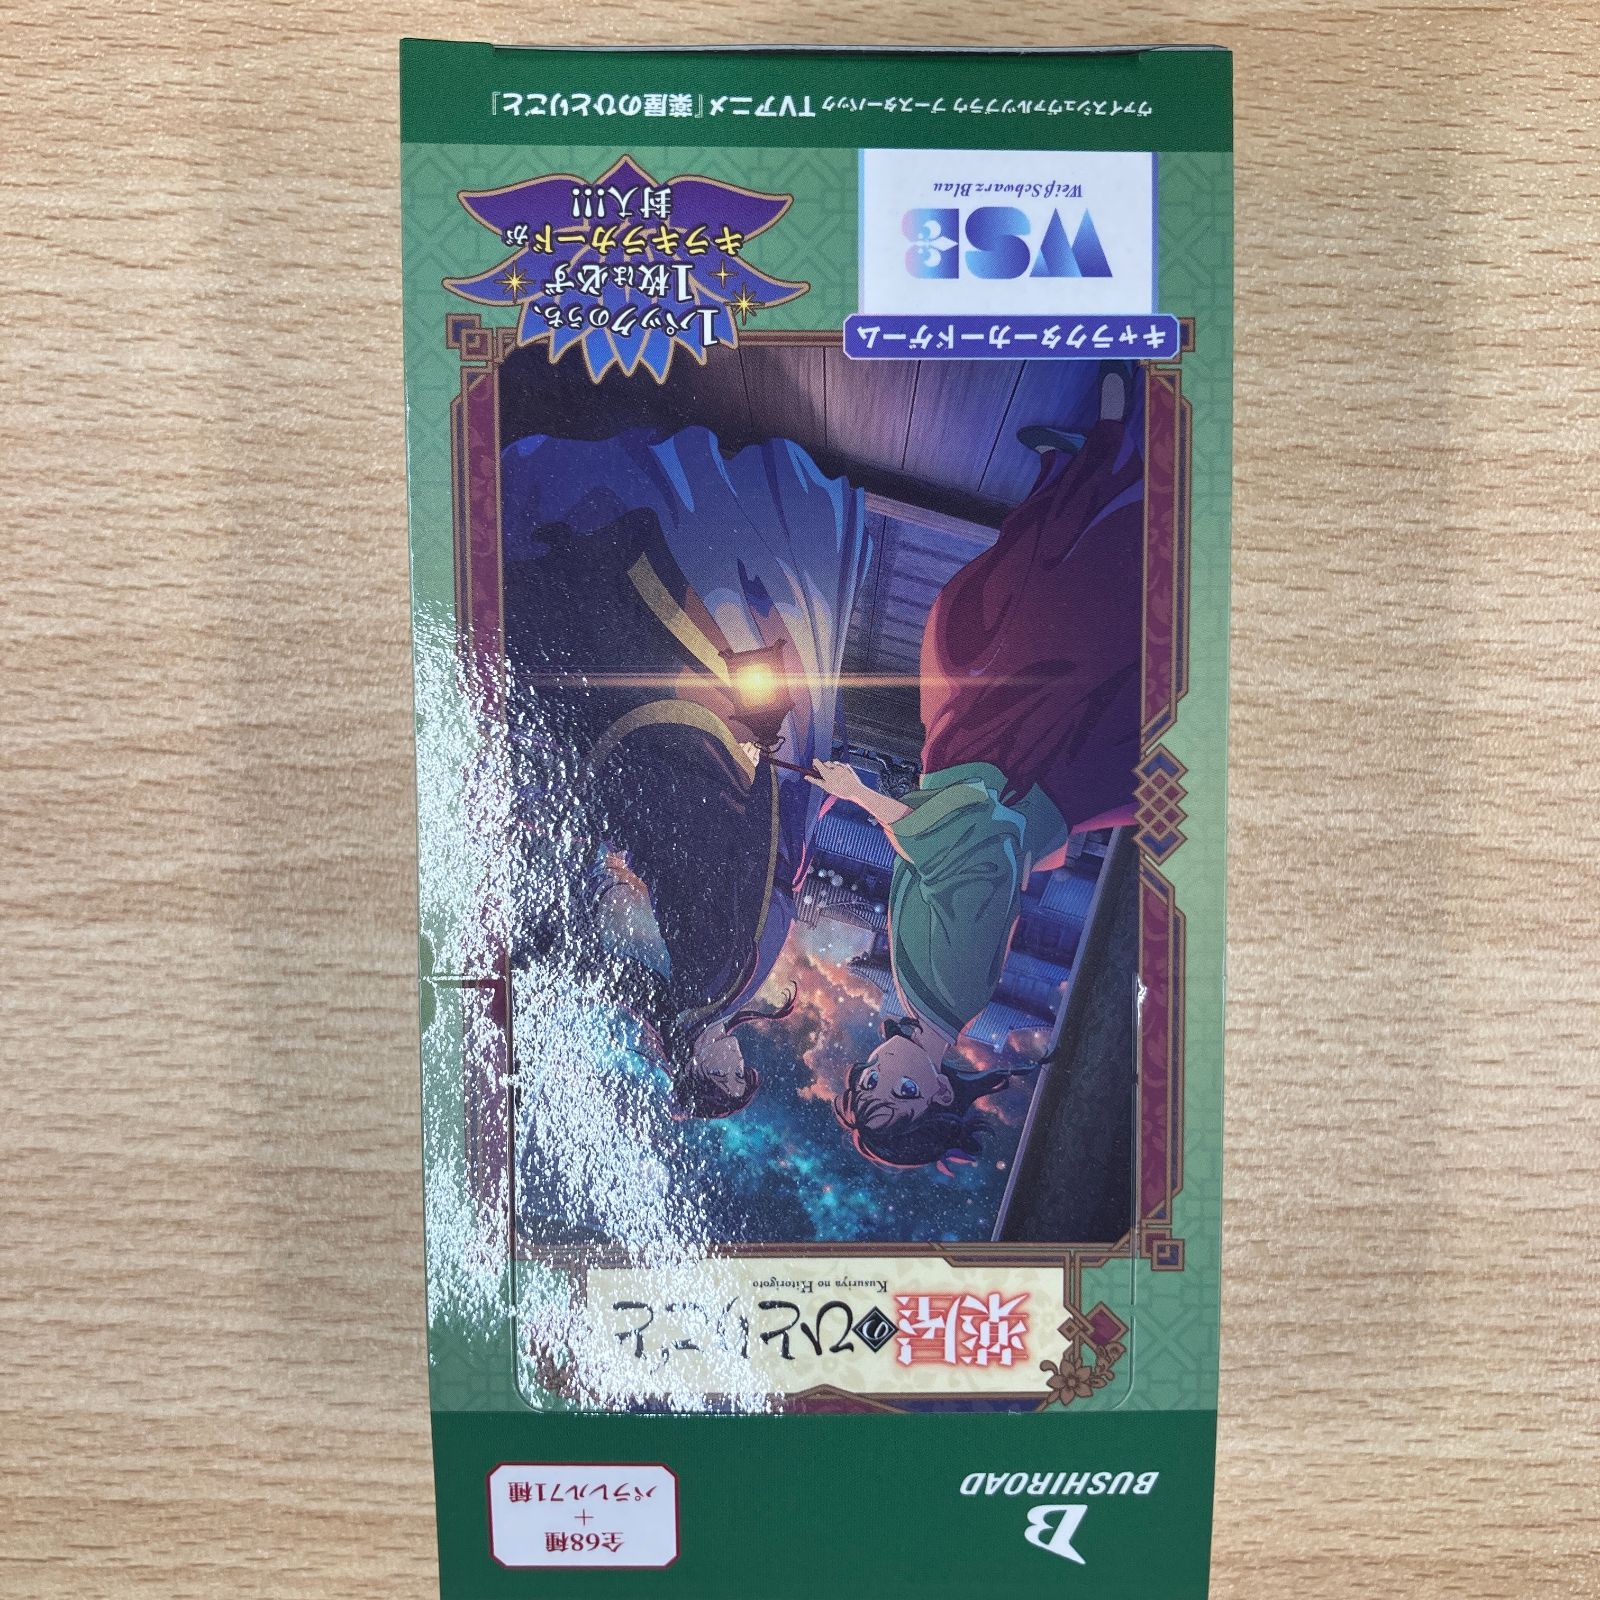 BUSHIROAD
全68種
+
パラレル71種
薬屋のひとりごと
Kusuriya no Hitorigoto
キャラクターカードゲーム
WSB
Weiβ Schwarz Blau
1パックのうち、
1枚は必ず
キラキラカードが
封入!!!
ヴァイスシュヴァルツブラウ ブースターパック TVアニメ『薬屋のひとりごと』